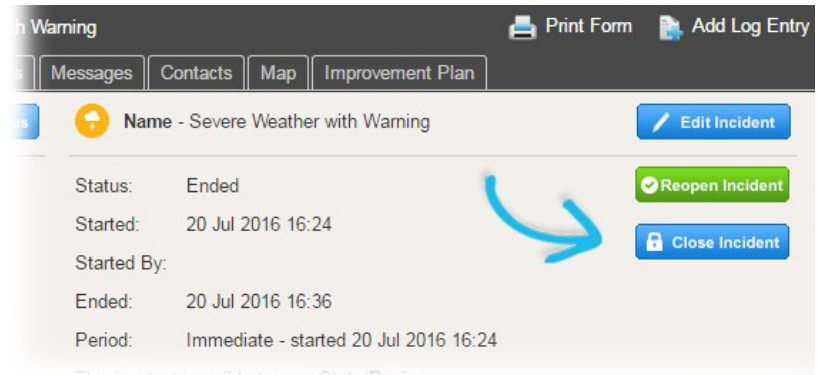 Warning
Print Form
Add Log Entry
Messages
Contacts
Map
Improvement Plan
Name - Severe Weather with Warning
Edit Incident
Status: Ended
Reopen Incident
Started: 20 Jul 2016 16:24
Close Incident
Started By:
Ended: 20 Jul 2016 16:36
Period: Immediate - started 20 Jul 2016 16:24